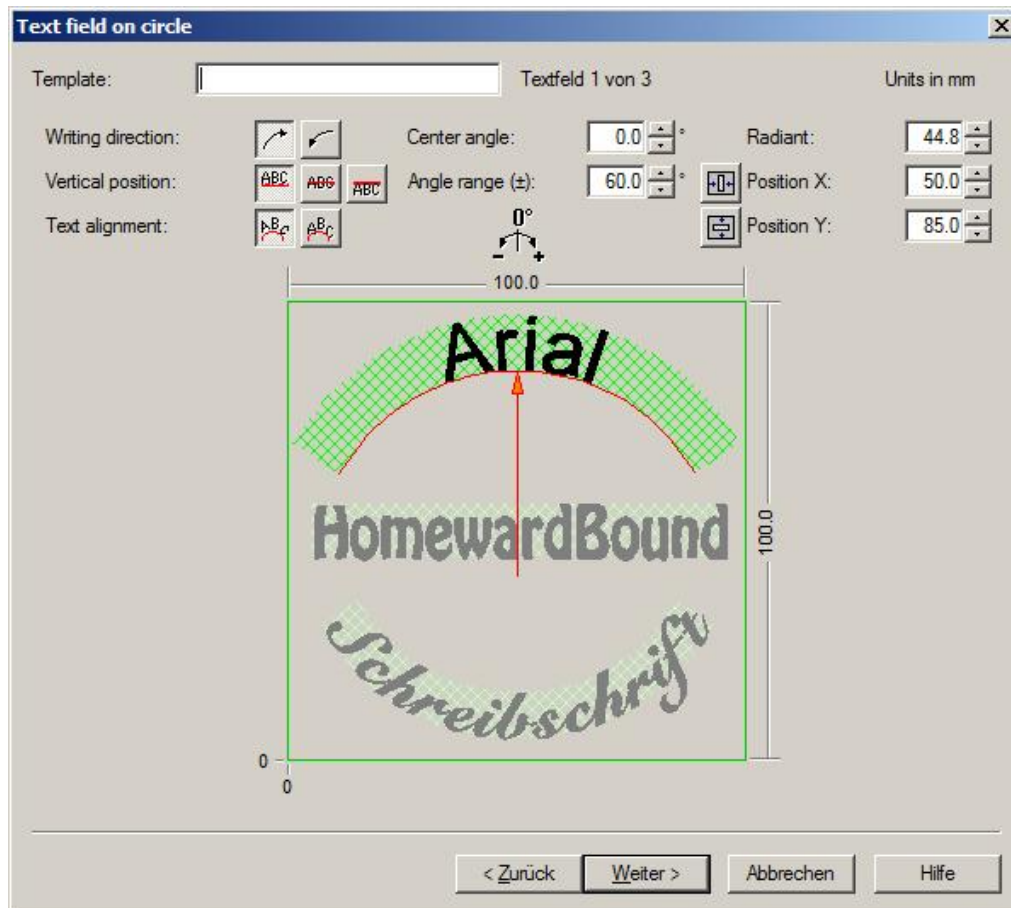 Text field on circle
Template: Textfeld 1 von 3 Units in mm
Writing direction: Center angle: 0.0 ° Radiant: 44.8
Vertical position: ABC ABC ABC Angle range (±): 60.0 ° Position X: 50.0
Text alignment: ABC ABC 0° Position Y: 85.0
- +
100.0
Arial
HomewardBound
100.0
Schreibschrift
0
0
< Zurück Weiter > Abbrechen Hilfe